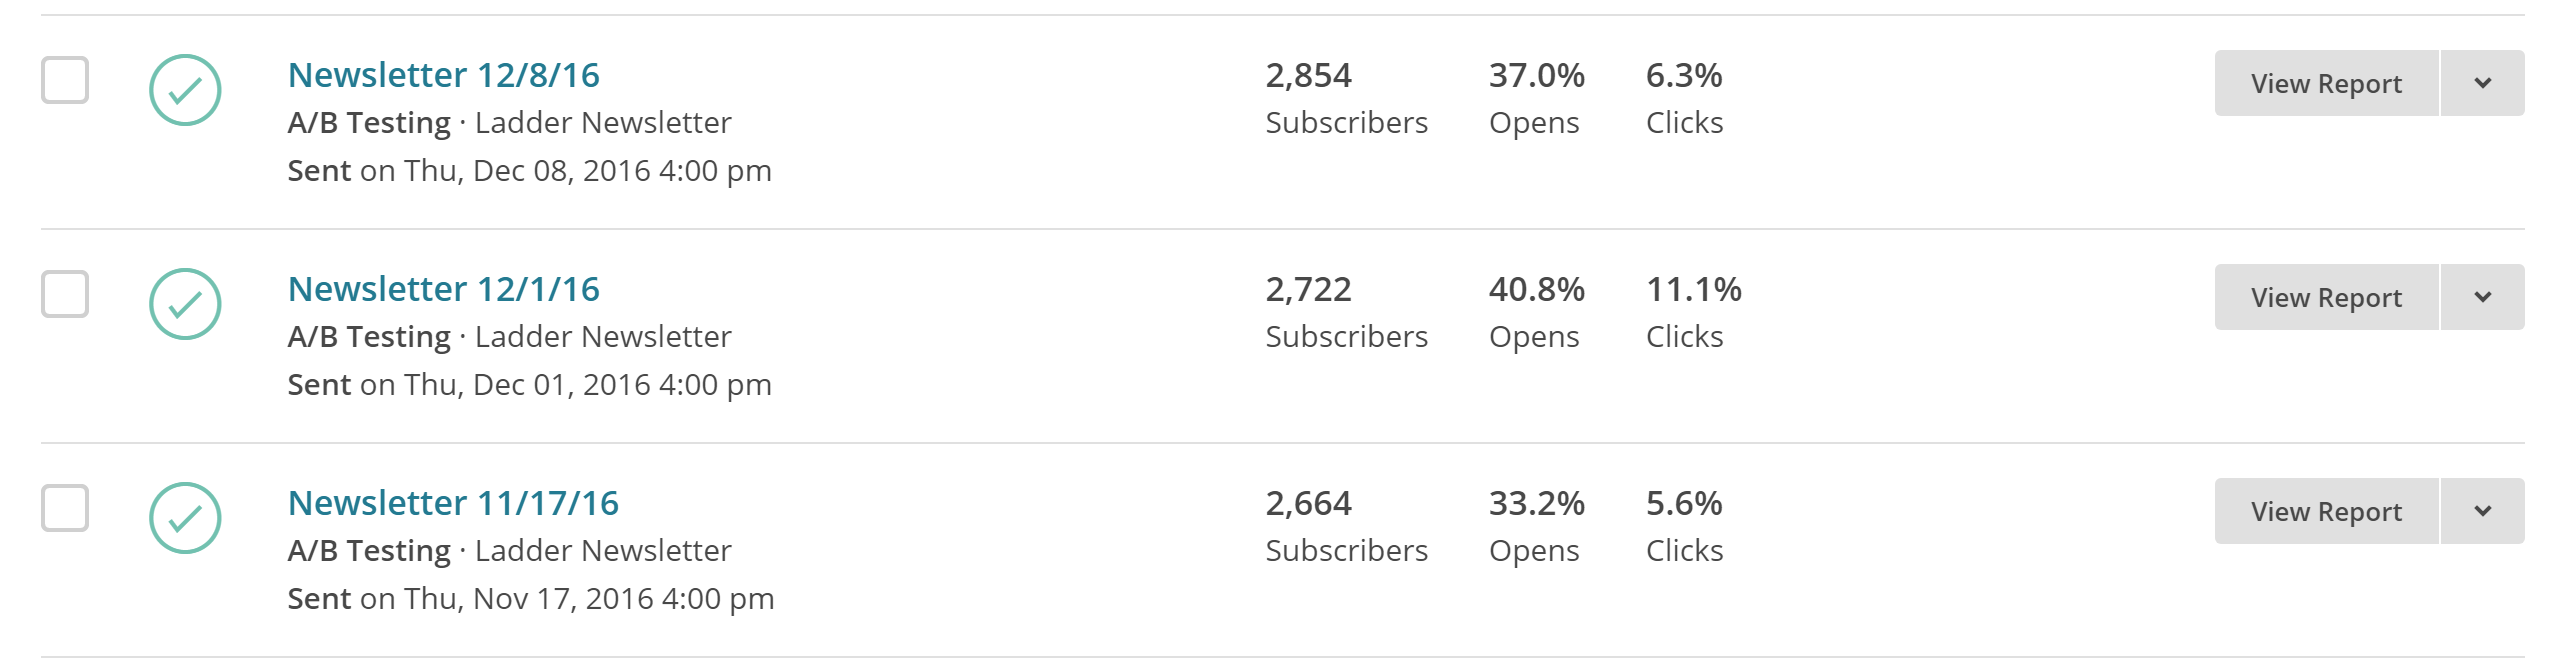 Newsletter 12/8/16
A/B Testing · Ladder Newsletter
Sent on Thu, Dec 08, 2016 4:00 pm
2,854 37.0% 6.3%
Subscribers Opens Clicks
View Report
Newsletter 12/1/16
A/B Testing · Ladder Newsletter
Sent on Thu, Dec 01, 2016 4:00 pm
2,722 40.8% 11.1%
Subscribers Opens Clicks
View Report
Newsletter 11/17/16
A/B Testing · Ladder Newsletter
Sent on Thu, Nov 17, 2016 4:00 pm
2,664 33.2% 5.6%
Subscribers Opens Clicks
View Report